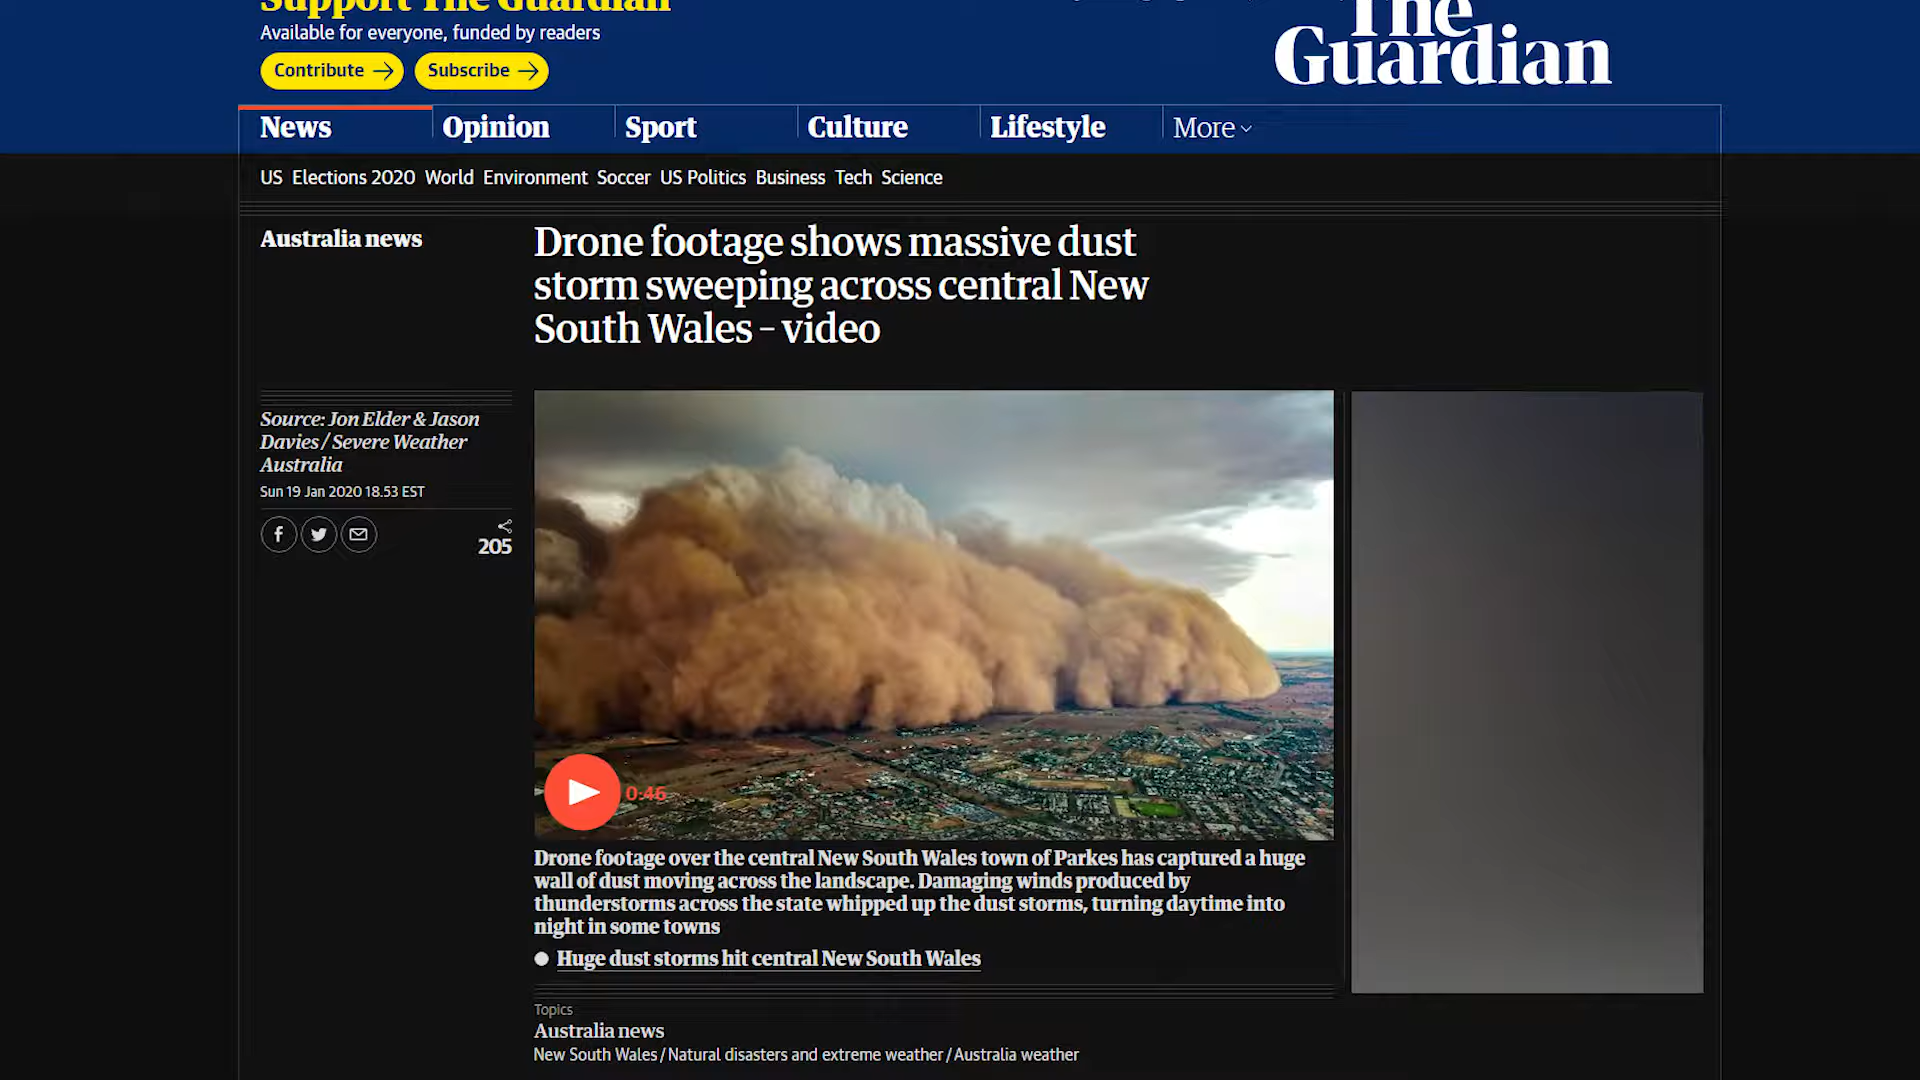 Support The Guardian
Available for everyone, funded by readers
Contribute
Subscribe
The
Guardian
News
Opinion
Sport
Culture
Lifestyle
More
US Elections 2020 World Environment Soccer US Politics Business Tech Science
Australia news
Drone footage shows massive dust
storm sweeping across central New
South Wales – video
Source: Jon Elder & Jason
Davies / Severe Weather
Australia
Sun 19 Jan 2020 18.53 EST
205
0:46
Drone footage over the central New South Wales town of Parkes has captured a huge
wall of dust moving across the landscape. Damaging winds produced by
thunderstorms across the state whipped up the dust storms, turning daytime into
night in some towns
Huge dust storms hit central New South Wales
Topics
Australia news
New South Wales / Natural disasters and extreme weather / Australia weather